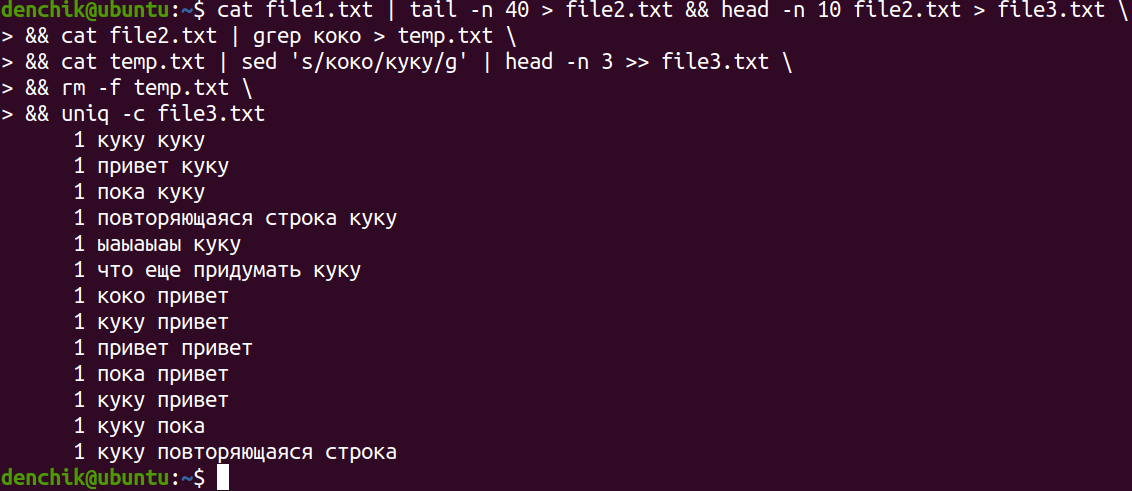 denchik@ubuntu:~$ cat file1.txt | tail -n 40 > file2.txt && head -n 10 file2.txt > file3.txt \
> && cat file2.txt | grep коко > temp.txt \
> && cat temp.txt | sed 's/коко/куку/g' | head -n 3 >> file3.txt \
> && rm -f temp.txt \
> && uniq -c file3.txt
      1 куку куку
      1 привет куку
      1 пока куку
      1 повторяющаяся строка куку
      1 ыаыаыаы куку
      1 что еще придумать куку
      1 коко привет
      1 куку привет
      1 привет привет
      1 пока привет
      1 куку привет
      1 куку пока
      1 куку повторяющаяся строка
denchik@ubuntu:~$